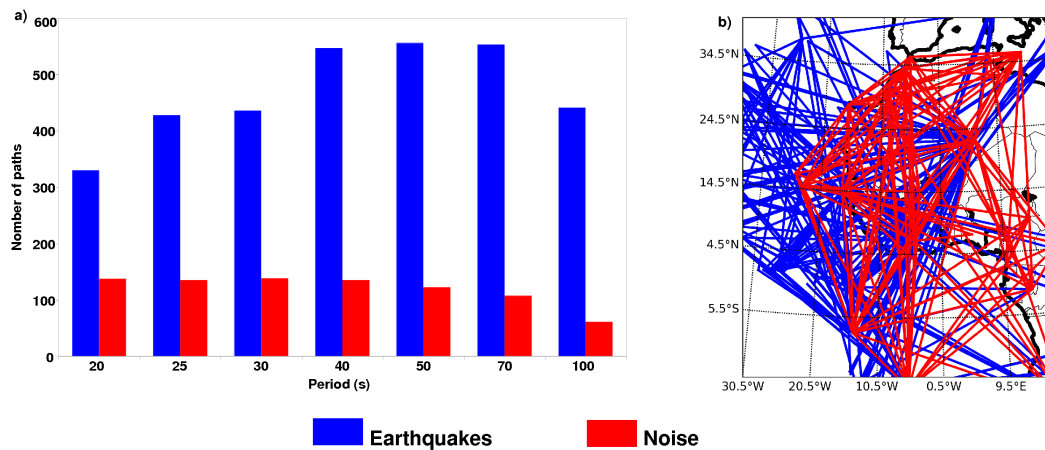 a)
600
500
400
300
200
100
0
Nomber of paths
20 25 30 40 50 70 100
Period (s)
b)
34.5°N
24.5°N
14.5°N
4.5°N
5.5°S
30.5°W 20.5°W 10.5°W 0.5°W 9.5°E
Earthquakes Noise